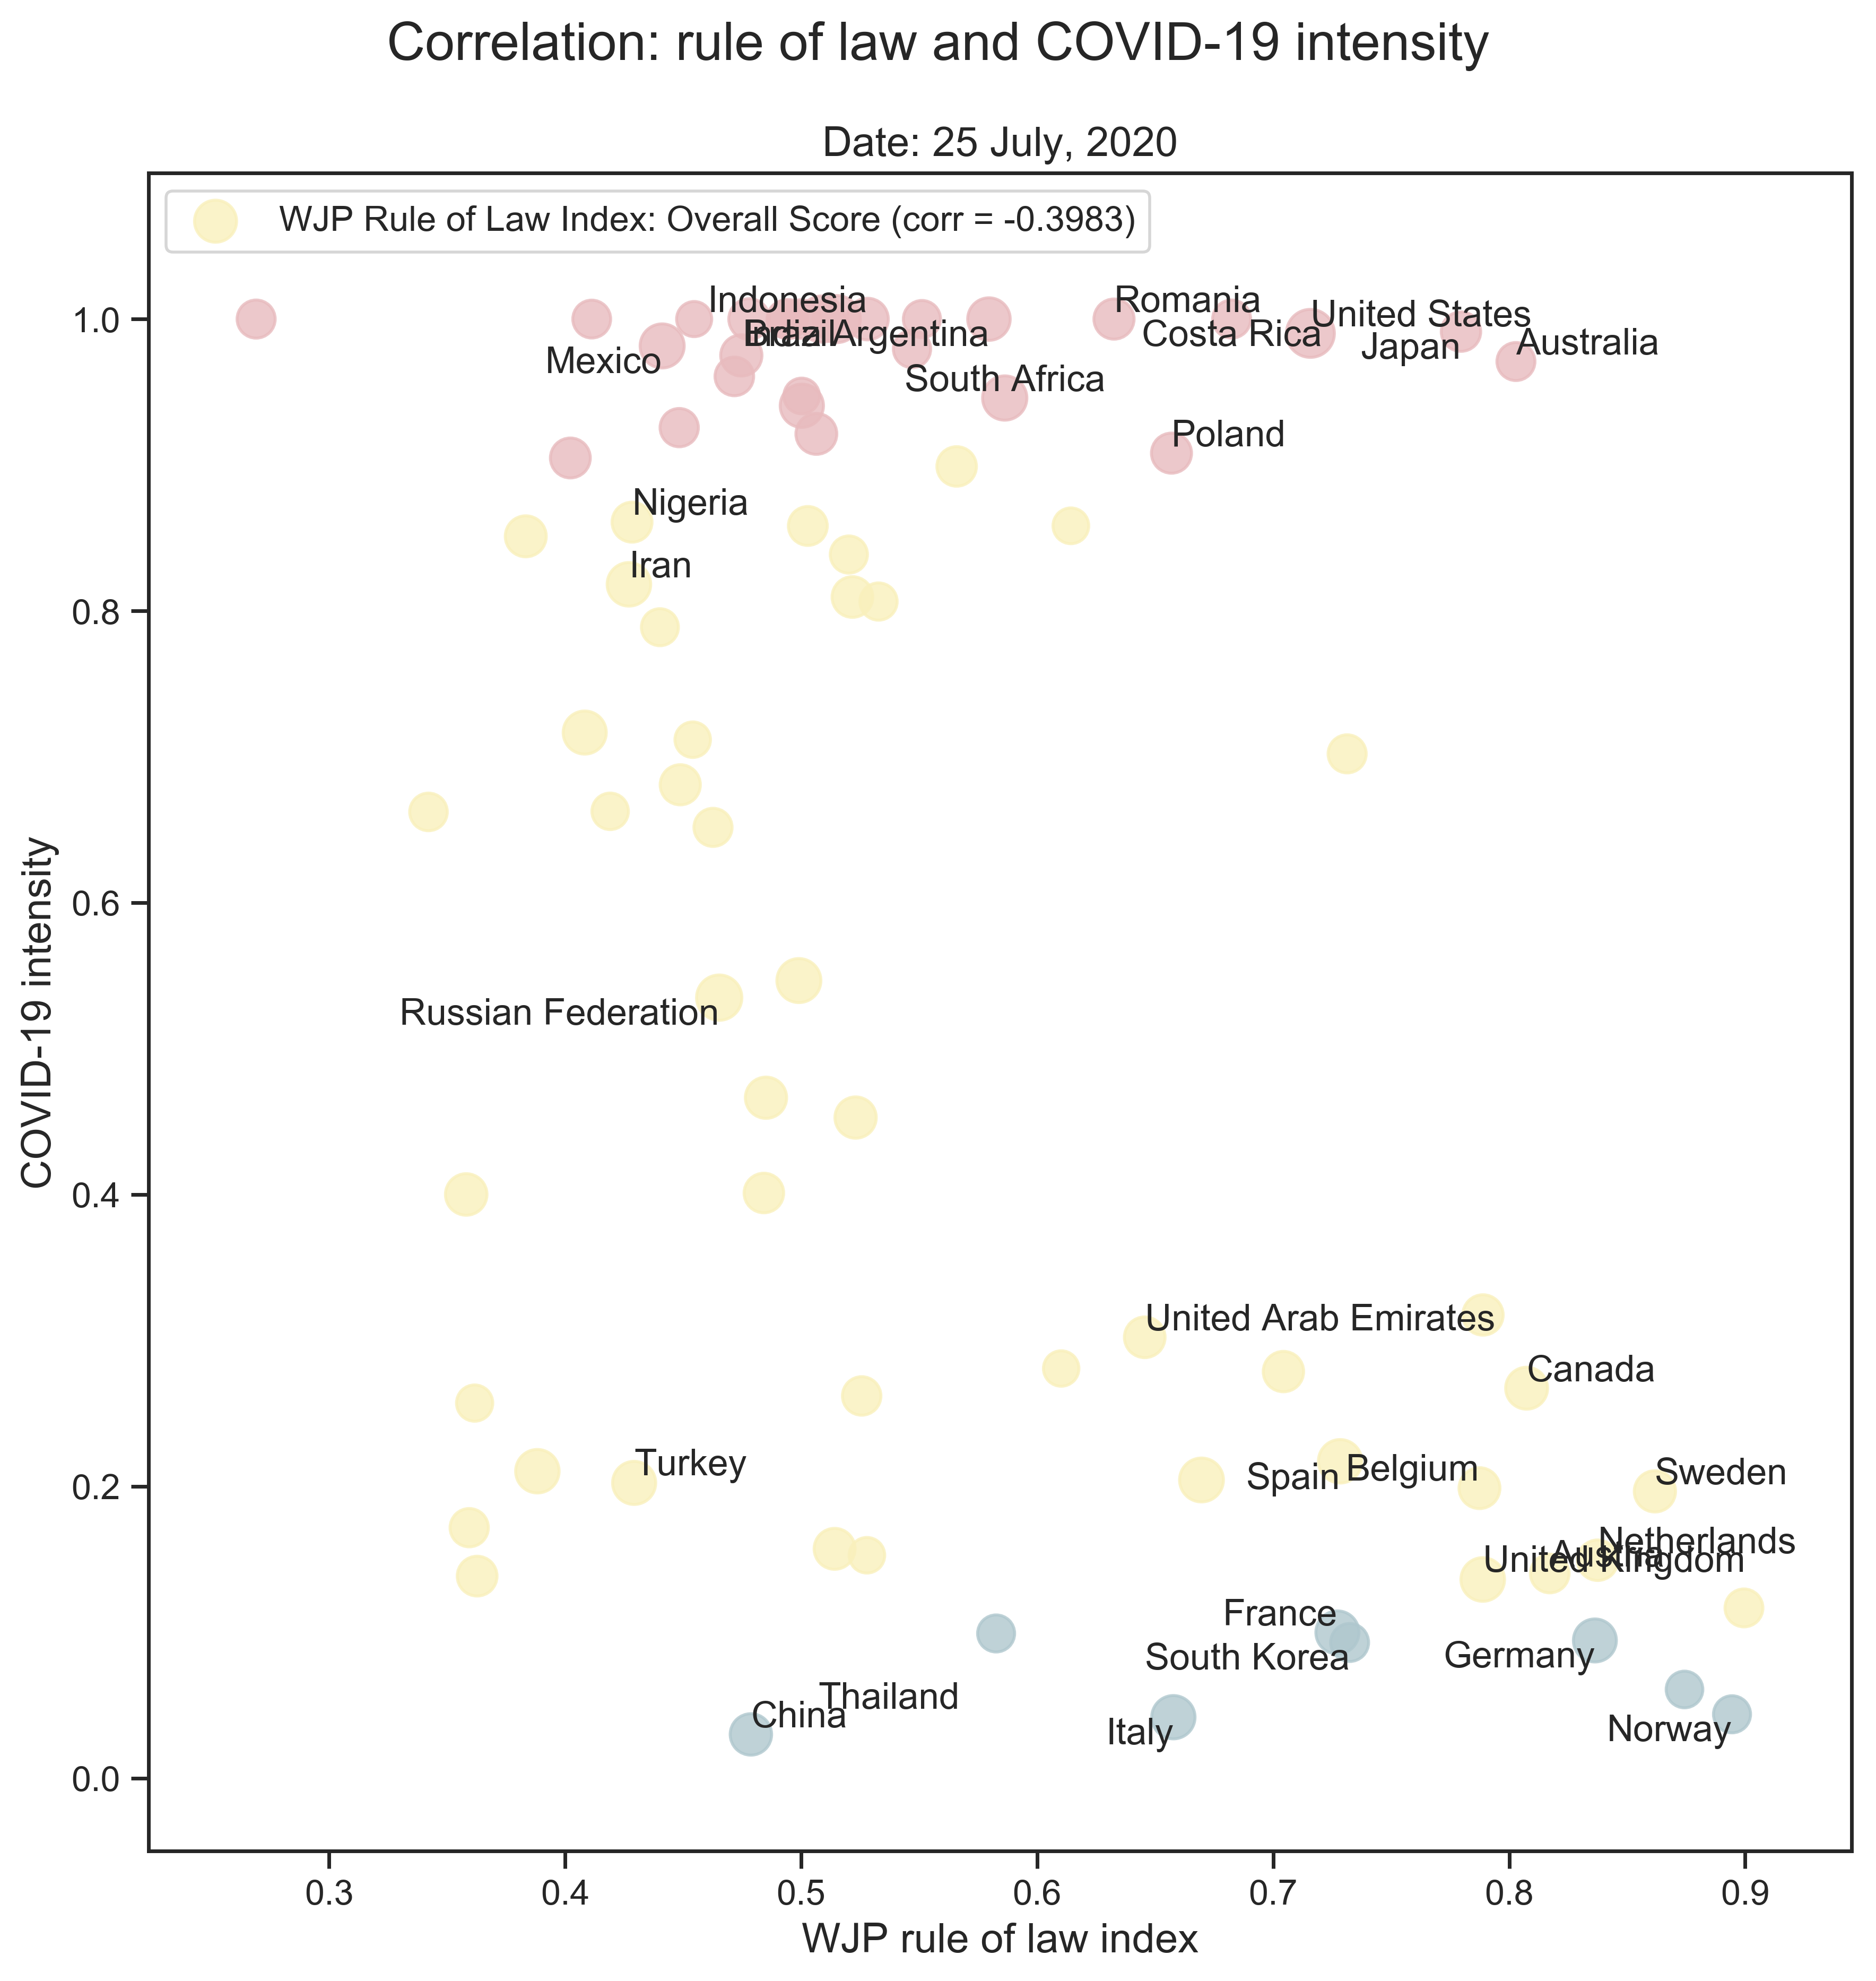 Correlation: rule of law and COVID-19 intensity
Date: 25 July, 2020
WJP Rule of Law Index: Overall Score (corr = -0.3983)
Indonesia
Romania
United States
1.0
Brazil
Argentina
Costa Rica
Japan
Australia
Mexico
South Africa
Poland
Nigeria
Iran
0.8
0.6
Russian Federation
COVID-19 intensity
0.4
United Arab Emirates
Canada
Turkey
Spain
Belgium
Sweden
0.2
Netherlands
Austria
United Kingdom
France
South Korea
Germany
Thailand
China
Italy
Norway
0.0
0.3 0.4 0.5 0.6 0.7 0.8 0.9
WJP rule of law index